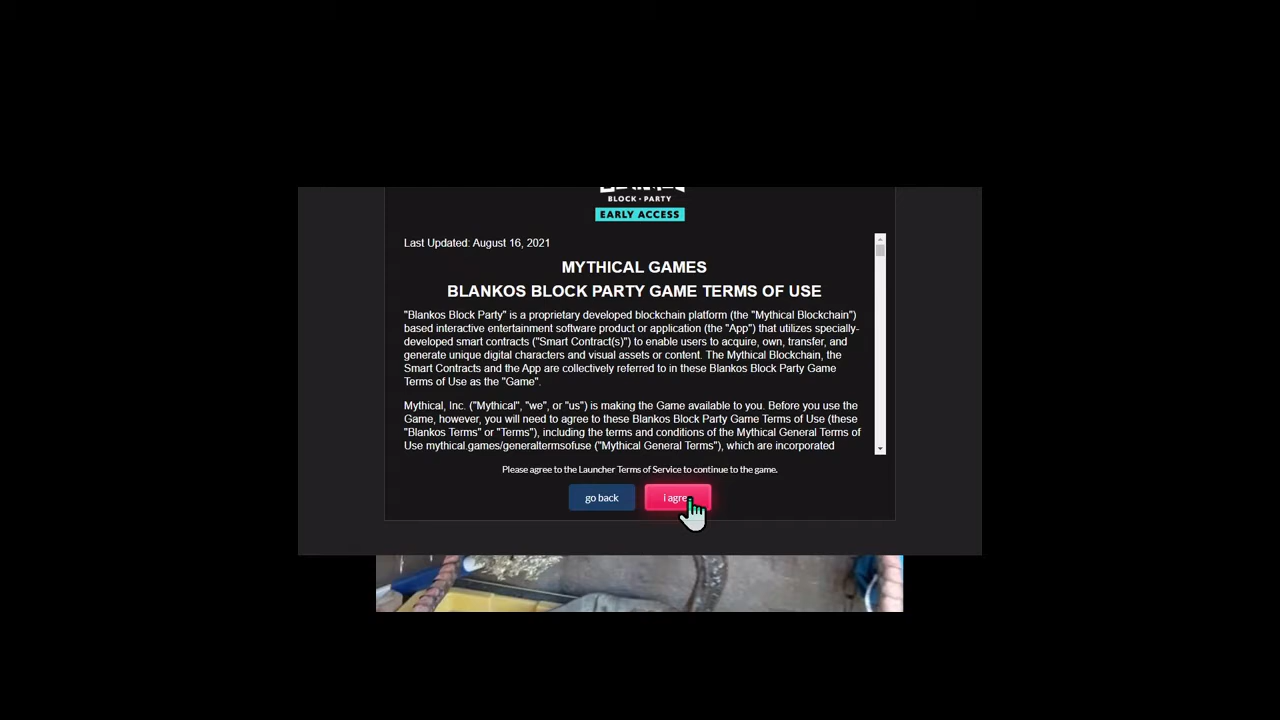 BLOCK • PARTY
EARLY ACCESS
Last Updated: August 16, 2021
MYTHICAL GAMES
BLANKOS BLOCK PARTY GAME TERMS OF USE
"Blankos Block Party" is a proprietary developed blockchain platform (the "Mythical Blockchain")
based interactive entertainment software product or application (the "App") that utilizes specially-
developed smart contracts ("Smart Contract(s)") to enable users to acquire, own, transfer, and
generate unique digital characters and visual assets or content. The Mythical Blockchain, the
Smart Contracts and the App are collectively referred to in these Blankos Block Party Game
Terms of Use as the "Game".
Mythical, Inc. ("Mythical", "we", or "us") is making the Game available to you. Before you use the
Game, however, you will need to agree to these Blankos Block Party Game Terms of Use (these
"Blankos Terms" or "Terms"), including the terms and conditions of the Mythical General Terms of
Use mythical.games/generaltermsofuse ("Mythical General Terms"), which are incorporated
Please agree to the Launcher Terms of Service to continue to the game.
go back
i agre